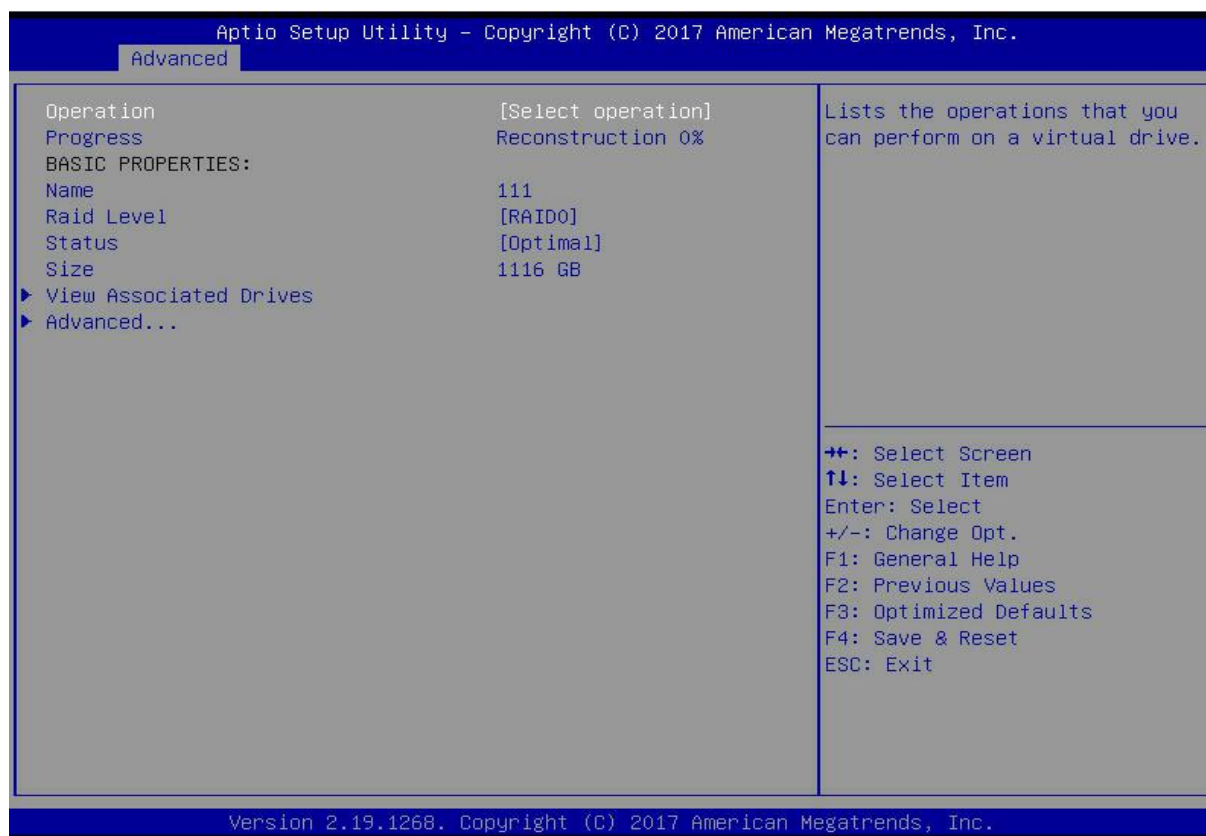 Aptio Setup Utility – Copyright (C) 2017 American Megatrends, Inc.
Advanced
Operation [Select operation]
Progress Reconstruction 0%
BASIC PROPERTIES:
Name 111
Raid Level [RAID0]
Status [Optimal]
Size 1116 GB
▶ View Associated Drives
▶ Advanced...
Lists the operations that you
can perform on a virtual drive.
→←: Select Screen
↑↓: Select Item
Enter: Select
+/-: Change Opt.
F1: General Help
F2: Previous Values
F3: Optimized Defaults
F4: Save & Reset
ESC: Exit
Version 2.19.1268. Copyright (C) 2017 American Megatrends, Inc.